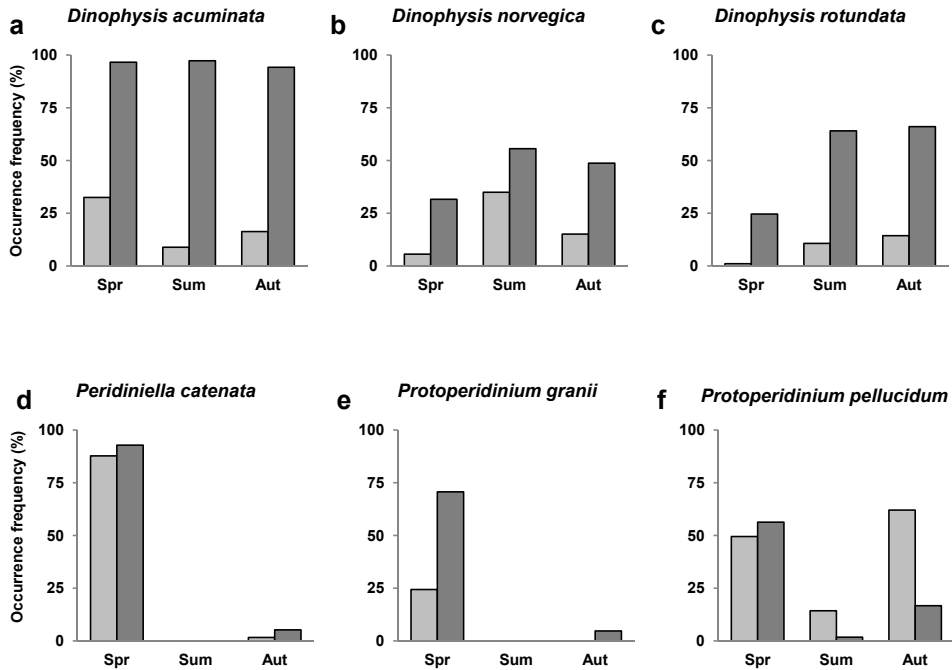 a Dinophysis acuminata
b Dinophysis norvegica
c Dinophysis rotundata
Occurrence frequency (%)
100
75
50
25
0
Spr Sum Aut
100
75
50
25
0
Spr Sum Aut
100
75
50
25
0
Spr Sum Aut
d Peridiniella catenata
e Protoperidinium granii
f Protoperidinium pellucidum
Occurrence frequency (%)
100
75
50
25
0
Spr Sum Aut
100
75
50
25
0
Spr Sum Aut
100
75
50
25
0
Spr Sum Aut